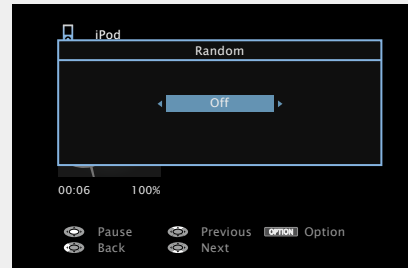 iPod
Random
Off
00:06 100%
Pause Previous OPTION Option
Back Next